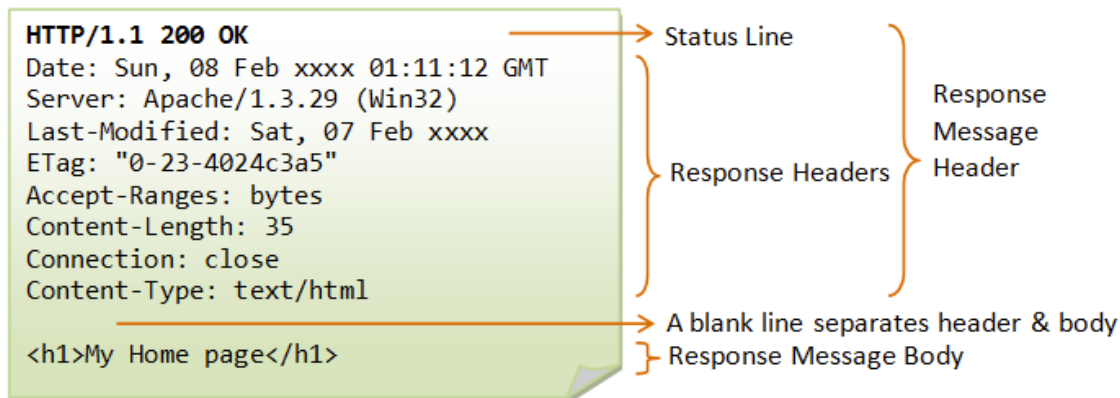 HTTP/1.1 200 OK
Date: Sun, 08 Feb xxxx 01:11:12 GMT
Server: Apache/1.3.29 (Win32)
Last-Modified: Sat, 07 Feb xxxx
ETag: "0-23-4024c3a5"
Accept-Ranges: bytes
Content-Length: 35
Connection: close
Content-Type: text/html
<h1>My Home page</h1>
Status Line
Response Headers
Response
Message
Header
A blank line separates header & body
Response Message Body